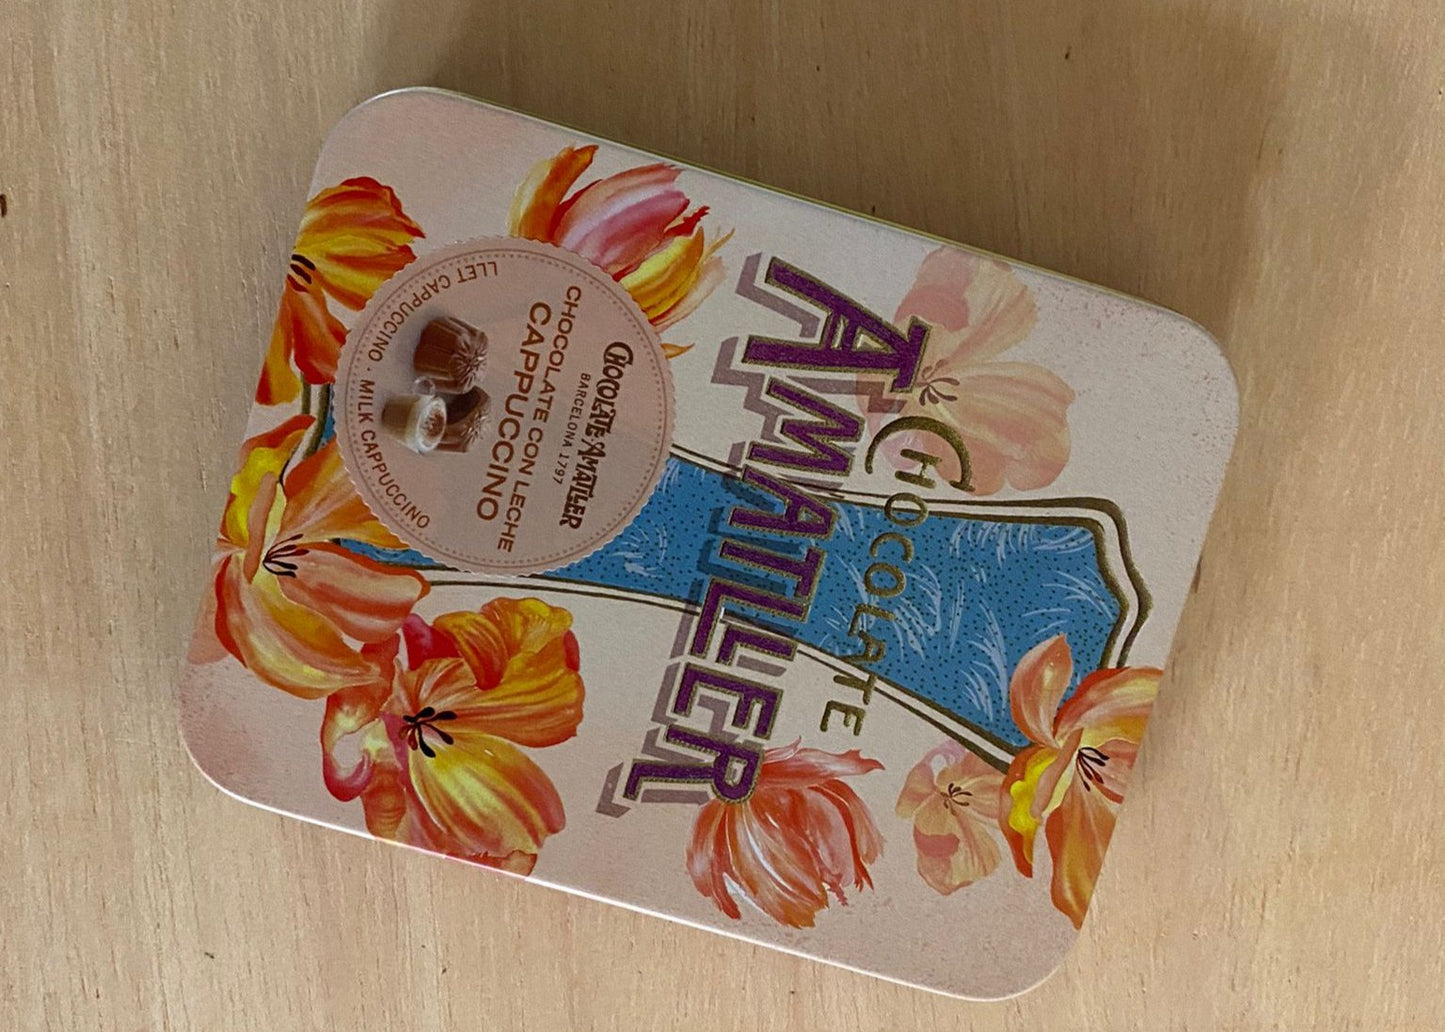 CHOCOLATE
AMATLLER
CHOCOLATE AMATLLER
BARCELONA 1797
CHOCOLATE CON LECHE
CAPPUCCINO
LLET CAPPUCCINO · MILK CAPPUCCINO